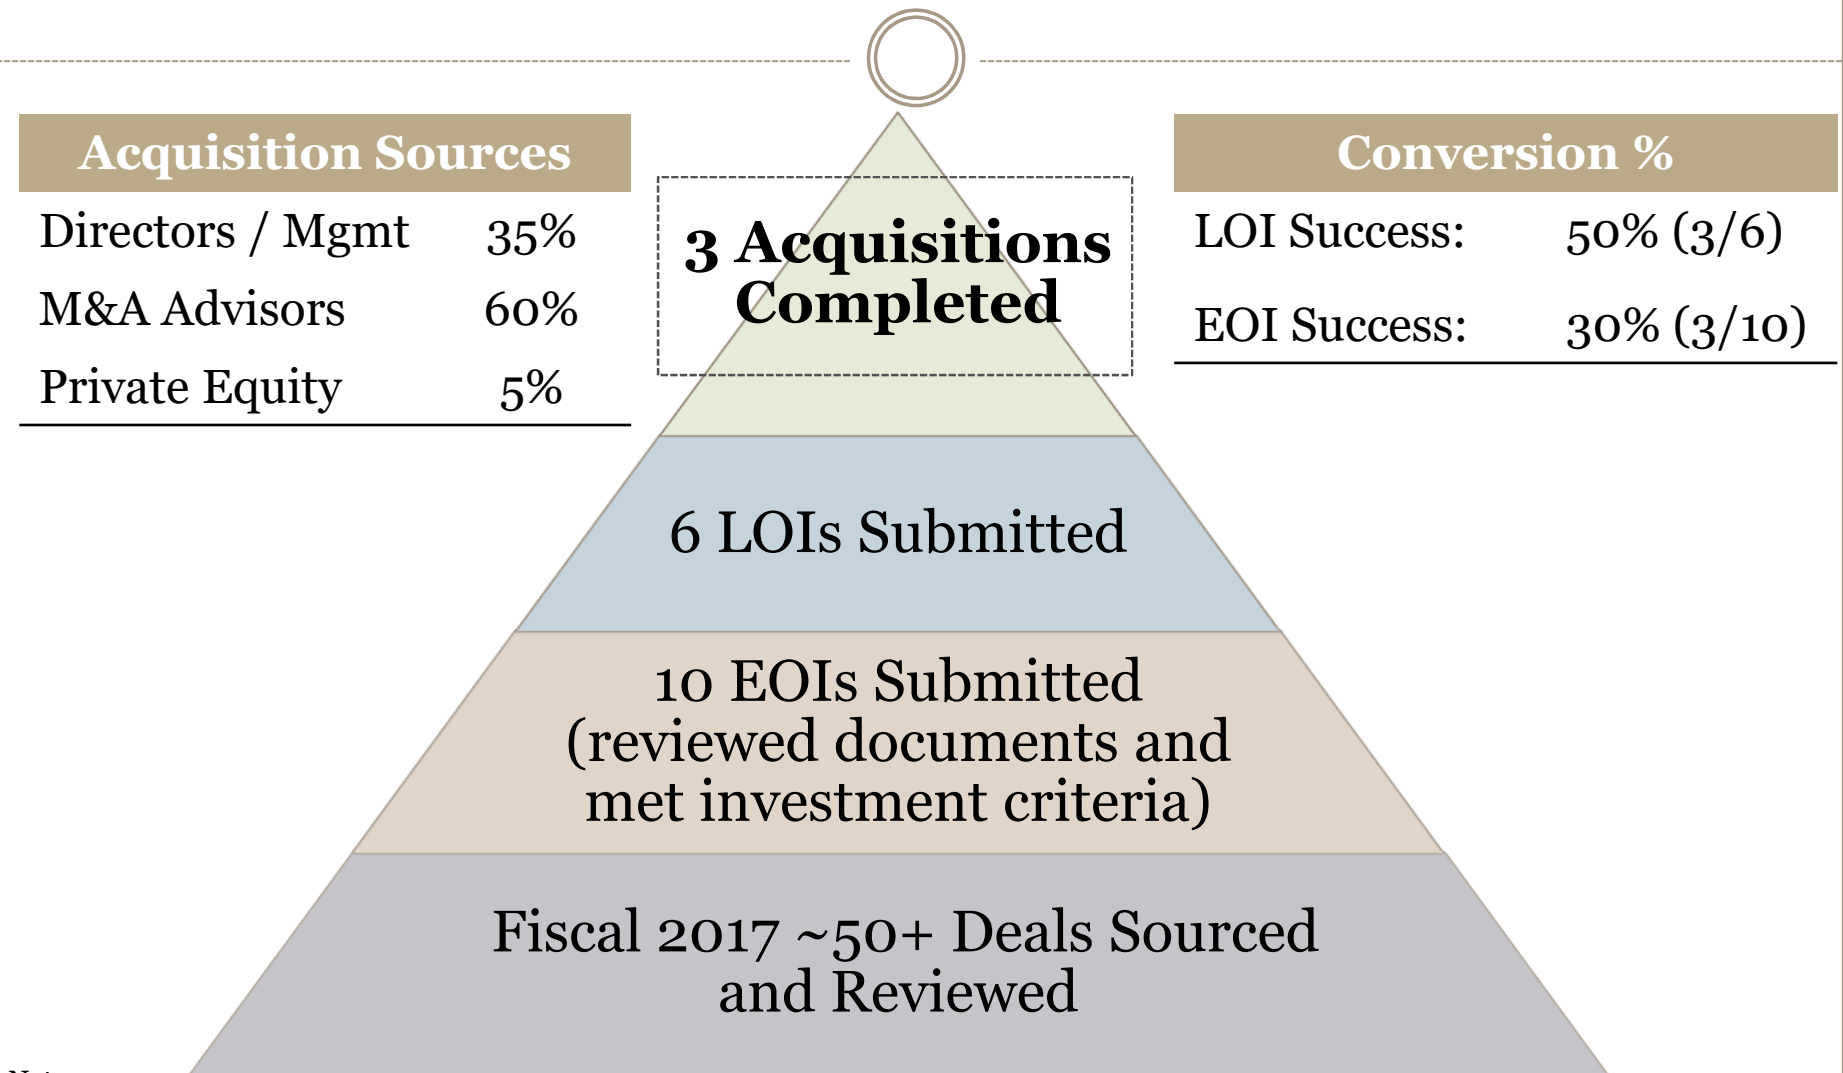 Acquisition Sources
Directors / Mgmt 35%
M&A Advisors 60%
Private Equity 5%
3 Acquisitions
Completed
Conversion %
LOI Success: 50% (3/6)
EOI Success: 30% (3/10)
6 LOIs Submitted
10 EOIs Submitted
(reviewed documents and
met investment criteria)
Fiscal 2017 ~50+ Deals Sourced
and Reviewed